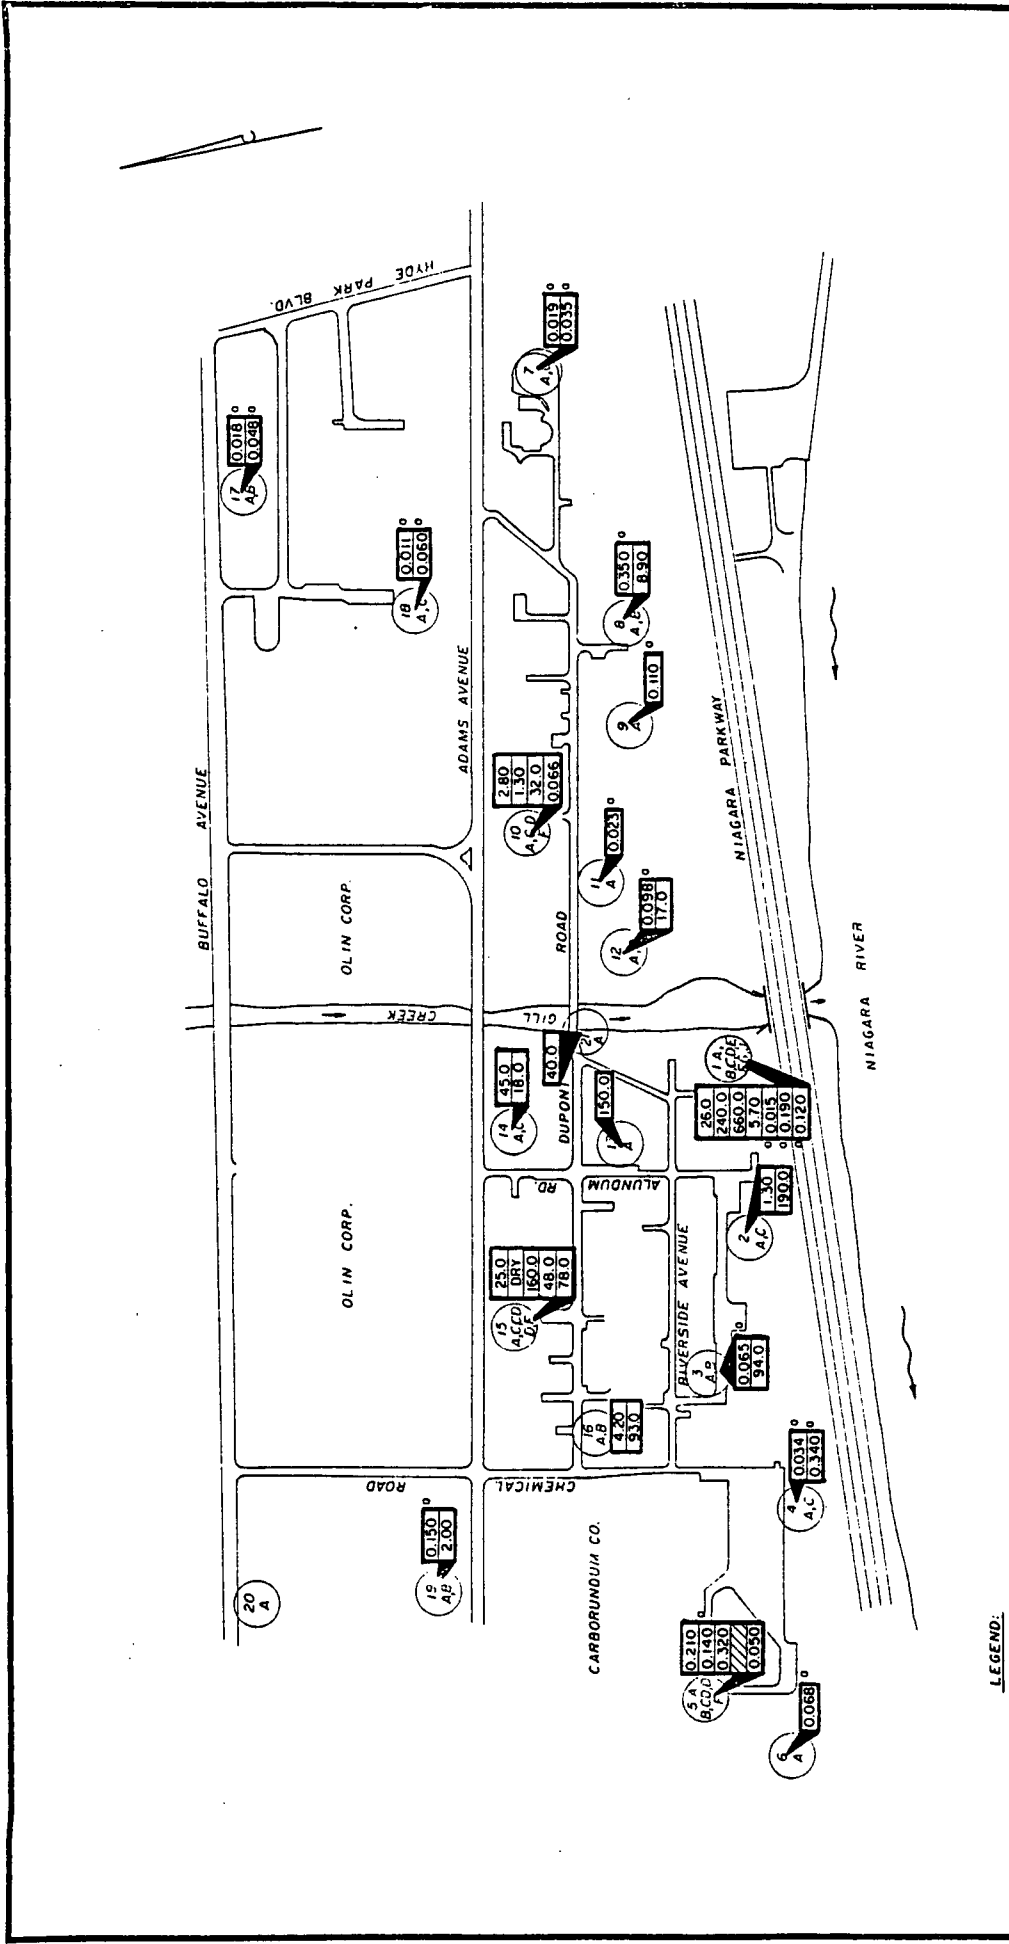 HYDE PARK BLVD.
BUFFALO AVENUE
ADAMS AVENUE
17
A,B
0.018 a
0.048 a
18
A,C
0.011 a
0.060 a
7
0.019 a
0.035 a
8
0.350 a
8.90
9
A
0.110 a
10
2.80
1.30
32.0
0.066
11
A
0.023 a
12
0.098 a
17.0
OLIN CORP.
DUPONT ROAD
NIAGARA PARKWAY
NIAGARA RIVER
GILL CREEK
A
40.0
14
A,C
45.0
18.0
A
150.0
1 A,
26.0
240.0
660.0
5.70
0.015 a
0.190 a
0.120 a
2
A,C
1.30
190.0
ALUNDUM RD.
OLIN CORP.
15
25.0
DRY
160.0
48.0
78.0
RIVERSIDE AVENUE
3
0.065 a
94.0
16
A,B
4.20
93.0
CHEMICAL ROAD
4
A,C
0.034 a
0.340 a
19
A,B
0.150 a
2.00
20
A
CARBORUNDUM CO.
5 A
B,CD,D
F
0.210 a
0.140
0.320
0.050
6
A
0.068 a
LEGEND: